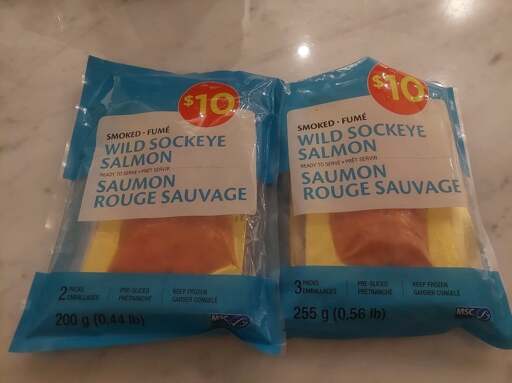 $10
SMOKED • FUMÉ
WILD SOCKEYE
SALMON
READY TO SERVE • PRÊT SERVIR
SAUMON
ROUGE SAUVAGE
2 PACKS
EMBALLAGES
PRE-SLICED
PRÉTRANCHÉ
KEEP FROZEN
GARDER CONGELÉ
200 g (0,44 lb)
MSC
$10
SMOKED • FUMÉ
WILD SOCKEYE
SALMON
READY TO SERVE • PRÊT SERVIR
SAUMON
ROUGE SAUVAGE
3 PACKS
EMBALLAGES
PRE-SLICED
PRÉTRANCHÉ
KEEP FROZEN
GARDER CONGELÉ
255 g (0,56 lb)
MSC